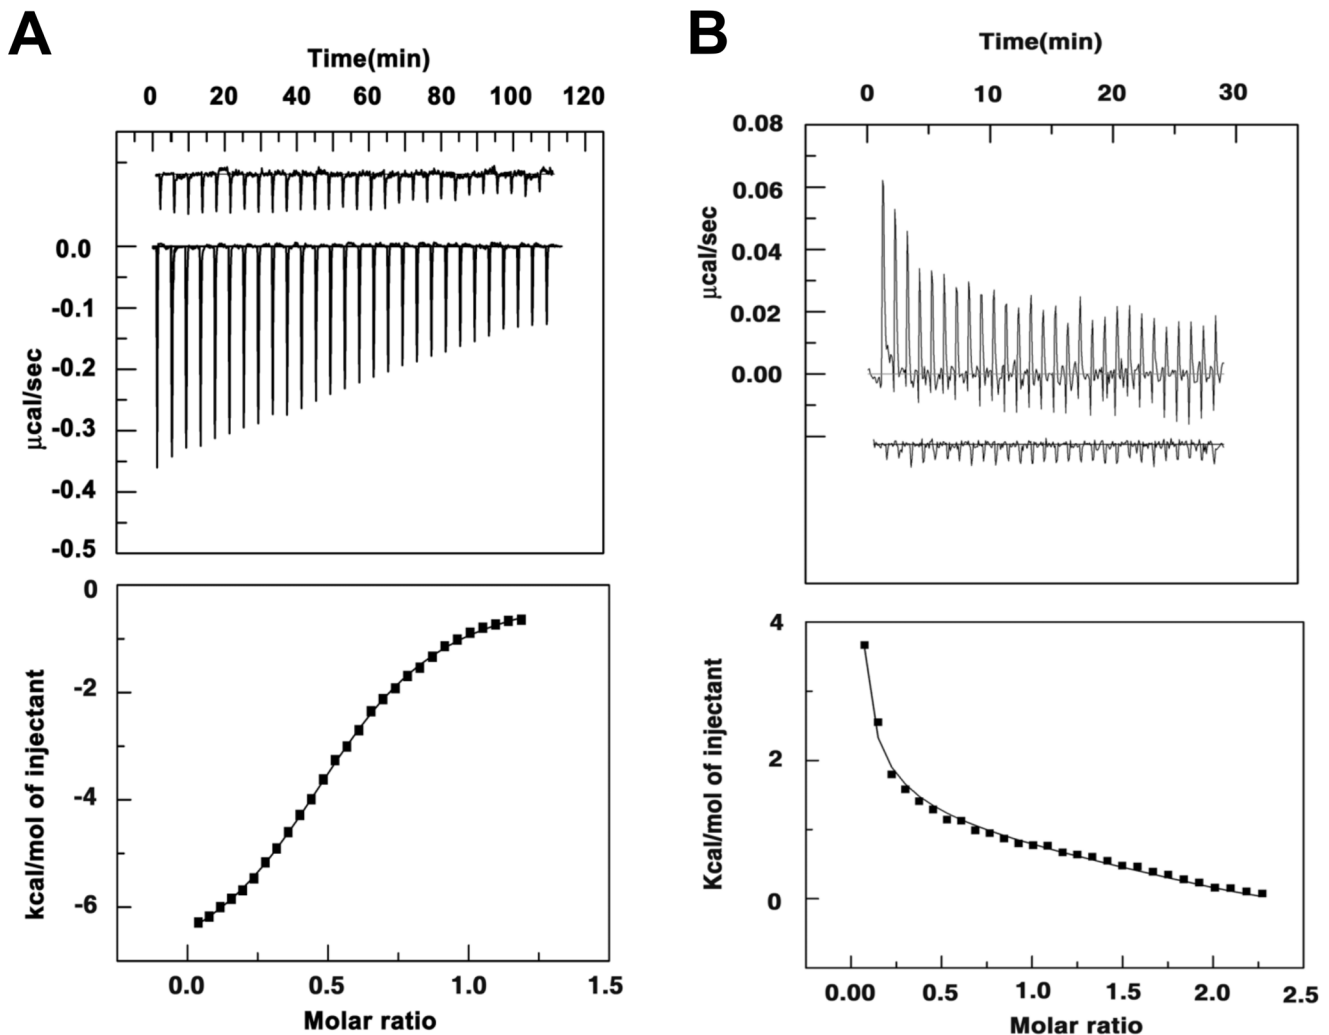 A
Time(min)
0 20 40 60 80 100 120
0.0
-0.1
-0.2
-0.3
-0.4
-0.5
μcal/sec
0
-2
-4
-6
kcal/mol of injectant
0.0 0.5 1.0 1.5
Molar ratio
B
Time(min)
0 10 20 30
0.08
0.06
0.04
0.02
0.00
μcal/sec
4
2
0
Kcal/mol of injectant
0.00 0.5 1.0 1.5 2.0 2.5
Molar ratio